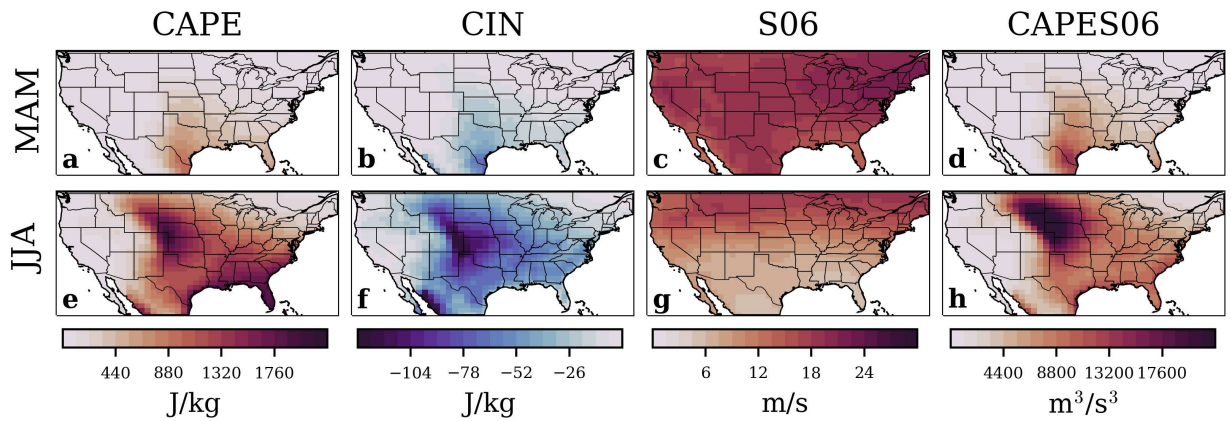 CAPE CIN S06 CAPES06
MAM
a b c d
JJA
e f g h
440 880 1320 1760 −104 −78 −52 −26 6 12 18 24 4400 8800 13200 17600
J/kg J/kg m/s m³/s³